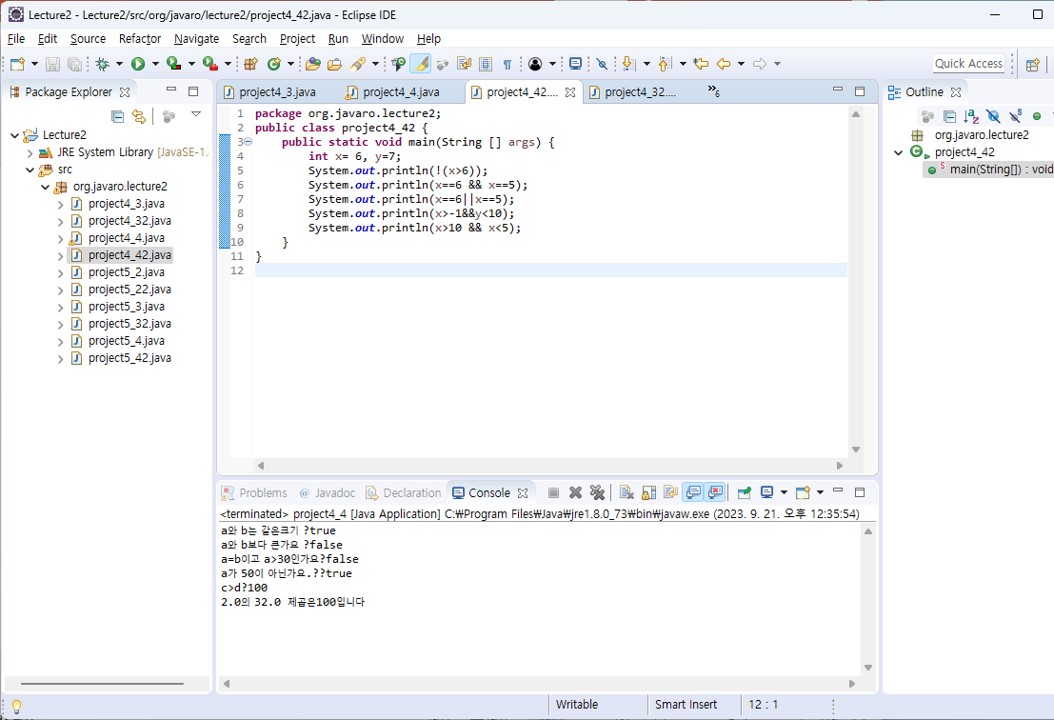 Lecture2 - Lecture2/src/org/javaro/lecture2/project4_42.java - Eclipse IDE
File Edit Source Refactor Navigate Search Project Run Window Help
Quick Access
Package Explorer
Lecture2
JRE System Library [JavaSE-1.
src
org.javaro.lecture2
project4_3.java
project4_32.java
project4_4.java
project4_42.java
project5_2.java
project5_22.java
project5_3.java
project5_32.java
project5_4.java
project5_42.java
project4_3.java project4_4.java project4_42.... project4_32.... »6
1 package org.javaro.lecture2;
2 public class project4_42 {
3 public static void main(String [] args) {
4 int x= 6, y=7;
5 System.out.println(!(x>6));
6 System.out.println(x==6 && x==5);
7 System.out.println(x==6||x==5);
8 System.out.println(x>-1&&y<10);
9 System.out.println(x>10 && x<5);
10 }
11 }
12
Outline
org.javaro.lecture2
project4_42
main(String[]) : void
Problems Javadoc Declaration Console
<terminated> project4_4 [Java Application] C:₩Program Files₩Java₩jre1.8.0_73₩bin₩javaw.exe (2023. 9. 21. 오후 12:35:54)
a와 b는 같은크기 ?true
a와 b보다 큰가요 ?false
a=b이고 a>30인가요?false
a가 50이 아닌가요.??true
c>d?100
2.0의 32.0 제곱은100입니다
Writable Smart Insert 12 : 1